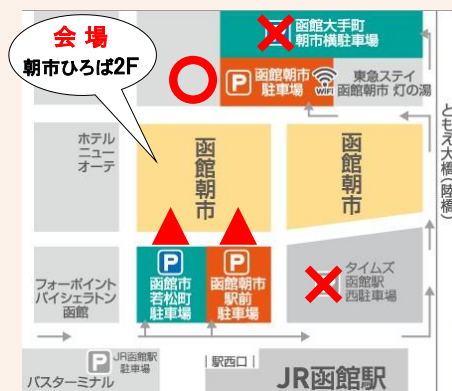 会場
朝市ひろば2F
函館大手町
朝市横駐車場
P
函館朝市
駐車場
WiFi
東急ステイ
函館朝市 灯の湯
ホテル
ニュー
オーテ
函館朝市
函館朝市
ともえ大橋(陸橋)
フォーポイント
バイシェラトン
函館
P
函館市
若松町
駐車場
P
函館朝市
駅前
駐車場
タイムズ
函館駅
西駐車場
P
JR函館駅
駐車場
バスターミナル
駅西口
JR函館駅